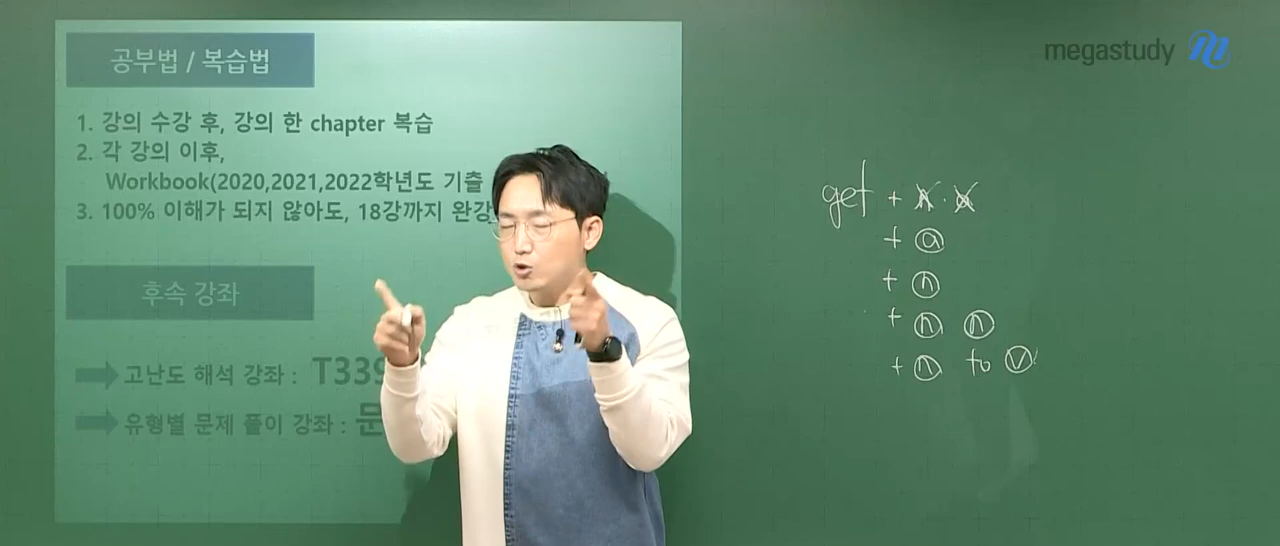 공부법 / 복습법
1. 강의 수강 후, 강의 한 chapter 복습
2. 각 강의 이후,
Workbook(2020,2021,2022학년도 기출
3. 100% 이해가 되지 않아도, 18강까지 완강
후속 강좌
고난도 해석 강좌 : T339
유형별 문제 풀이 강좌 : 문
megastudy
get +
+ ⓐ
+ ⓝ
+ ⓝ ⓝ
+ ⓝ to ⓥ